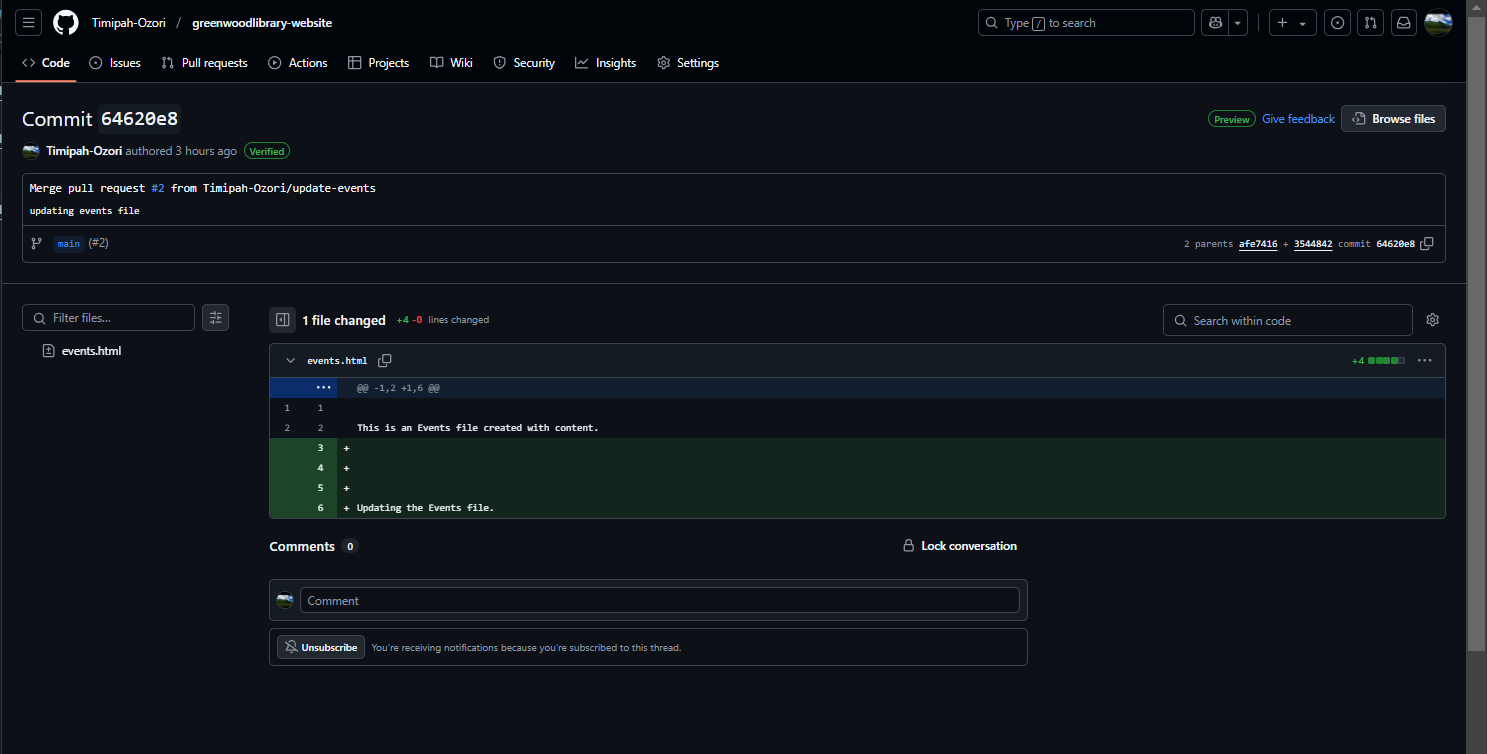 Timipah-Ozori / greenwoodlibrary-website
Type / to search
Code
Issues
Pull requests
Actions
Projects
Wiki
Security
Insights
Settings
Commit 64620e8
Preview
Give feedback
Browse files
Timipah-Ozori authored 3 hours ago
Verified
Merge pull request #2 from Timipah-Ozori/update-events
updating events file
main (#2)
2 parents afe7416 + 3544842 commit 64620e8
Filter files...
events.html
1 file changed +4 -0 lines changed
Search within code
events.html
+4
@@ -1,2 +1,6 @@
1 1
2 2 This is an Events file created with content.
3 +
4 +
5 +
6 + Updating the Events file.
Comments 0
Lock conversation
Comment
Unsubscribe
You're receiving notifications because you're subscribed to this thread.